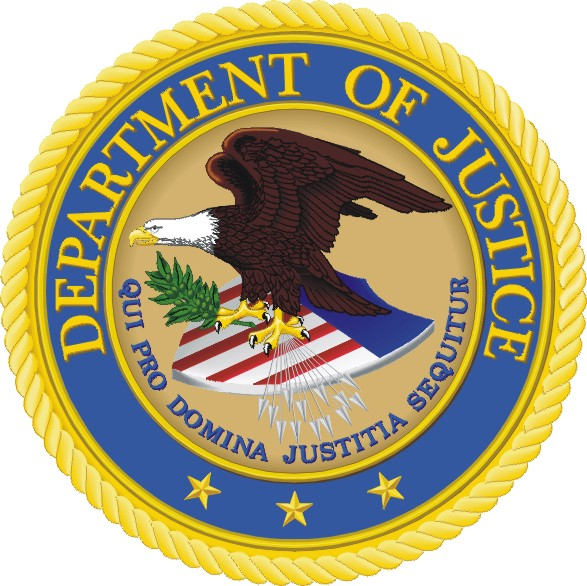 DEPARTMENT OF JUSTICE
QUI PRO DOMINA JUSTITIA SEQUITUR